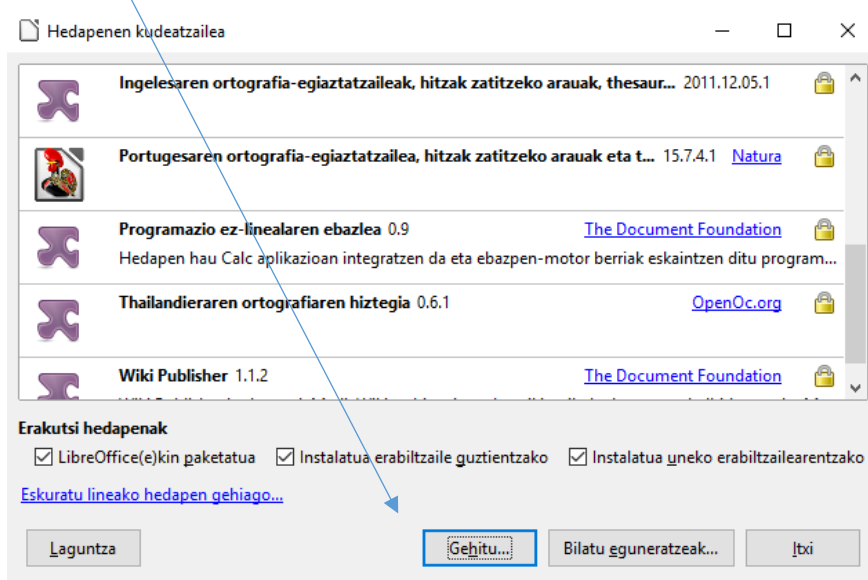 Hedapenen kudeatzailea
Ingelesaren ortografia-egiaztatzaileak, hitzak zatitzeko arauak, thesaur... 2011.12.05.1
Portugesaren ortografia-egiaztatzailea, hitzak zatitzeko arauak eta t... 15.7.4.1 Natura
Programazio ez-linealaren ebazlea 0.9 The Document Foundation
Hedapen hau Calc aplikazioan integratzen da eta ebazpen-motor berriak eskaintzen ditu program...
Thailandieraren ortografiaren hiztegia 0.6.1 OpenOc.org
Wiki Publisher 1.1.2 The Document Foundation
Erakutsi hedapenak
LibreOffice(e)kin paketatua Instalatua erabiltzaile guztientzako Instalatua uneko erabiltzailearentzako
Eskuratu lineako hedapen gehiago...
Laguntza Gehitu... Bilatu eguneratzeak... Itxi